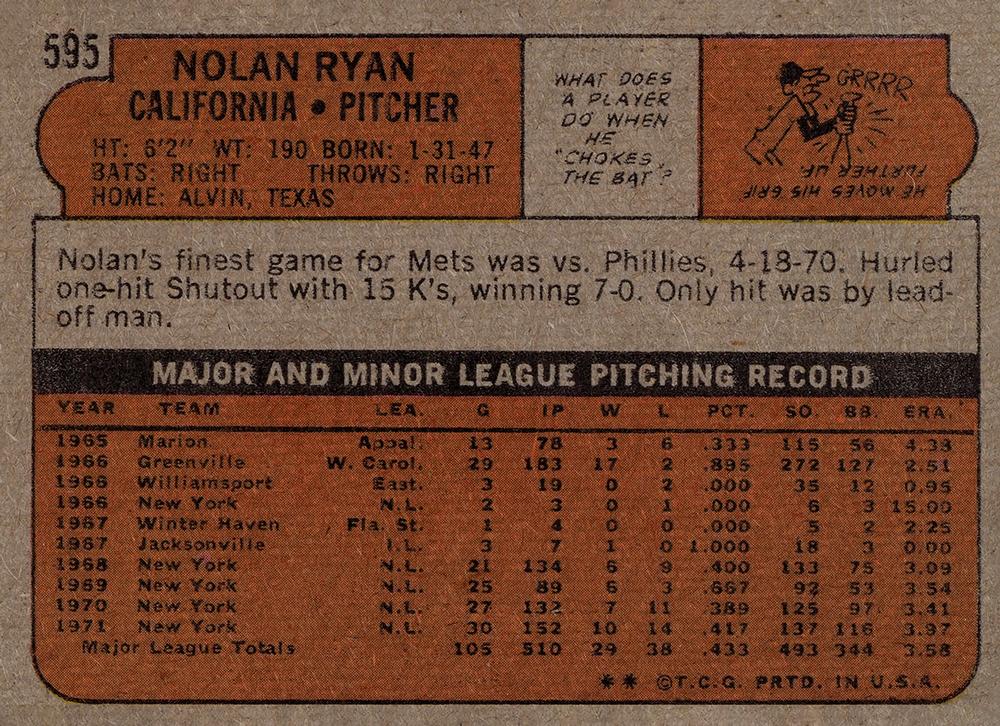 595
NOLAN RYAN
CALIFORNIA • PITCHER
HT: 6'2" WT: 190 BORN: 1-31-47
BATS: RIGHT THROWS: RIGHT
HOME: ALVIN, TEXAS
WHAT DOES
A PLAYER
DO WHEN
HE
"CHOKES,
THE BAT"?
GRRRR
HE MOVES HIS GRIP
FURTHER UP
Nolan's finest game for Mets was vs. Phillies, 4-18-70. Hurled
one-hit Shutout with 15 K's, winning 7-0. Only hit was by lead-
off man.
MAJOR AND MINOR LEAGUE PITCHING RECORD
YEAR TEAM LEA. G IP W L PCT. SO. BB. ERA.
1965 Marion Appal. 13 78 3 6 .333 115 56 4.38
1966 Greenville W. Carol. 29 183 17 2 .895 272 127 2.51
1966 Williamsport East. 3 19 0 2 .000 35 12 0.95
1966 New York N.L. 2 3 0 1 .000 6 3 15.00
1967 Winter Haven Fla. St. 1 4 0 0 .000 5 2 2.25
1967 Jacksonville I.L. 3 7 1 0 1.000 18 3 0.00
1968 New York N.L. 21 134 6 9 .400 133 75 3.09
1969 New York N.L. 25 89 6 3 .667 92 53 3.54
1970 New York N.L. 27 132 7 11 .389 125 97 3.41
1971 New York N.L. 30 152 10 14 .417 137 116 3.97
Major League Totals 105 510 29 38 .433 493 344 3.58
** ©T.C.G. PRTD. IN U.S.A.